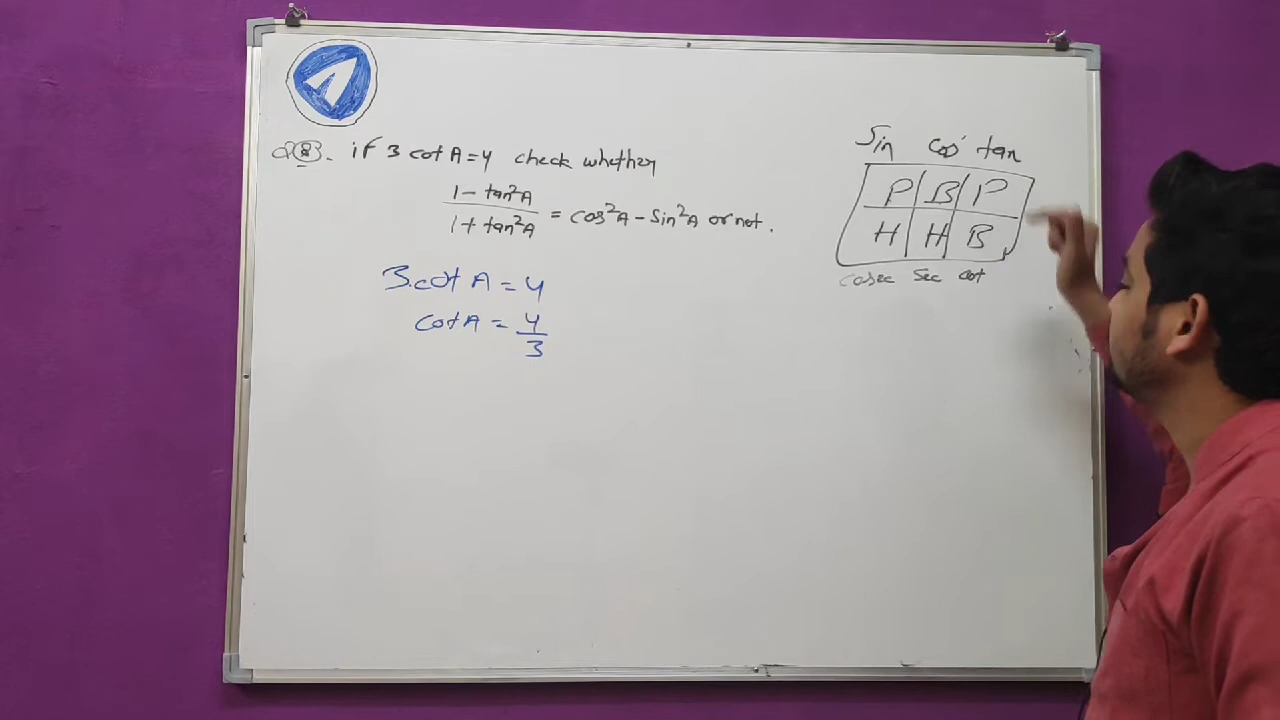 Q8. if 3 cot A = 4 check whether
1 - tan²A / 1 + tan²A = cos²A - sin²A or not.
3.cot A = 4
cot A = 4/3
Sin cos tan
P B P
H H B
cosec sec cot